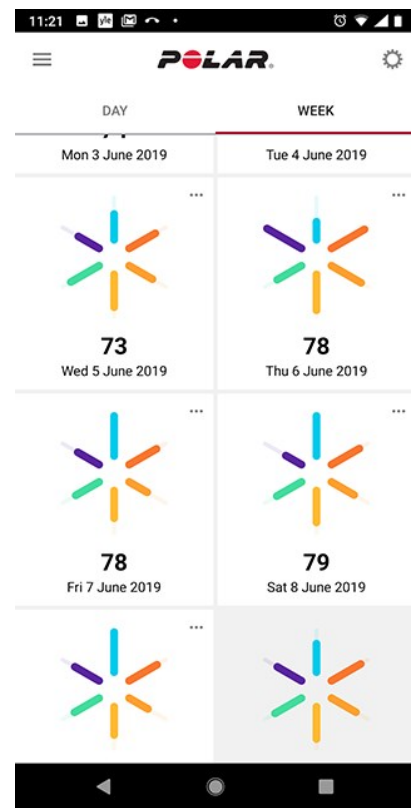 11:21
yle
POLAR
DAY
WEEK
Mon 3 June 2019
Tue 4 June 2019
73
Wed 5 June 2019
78
Thu 6 June 2019
78
Fri 7 June 2019
79
Sat 8 June 2019